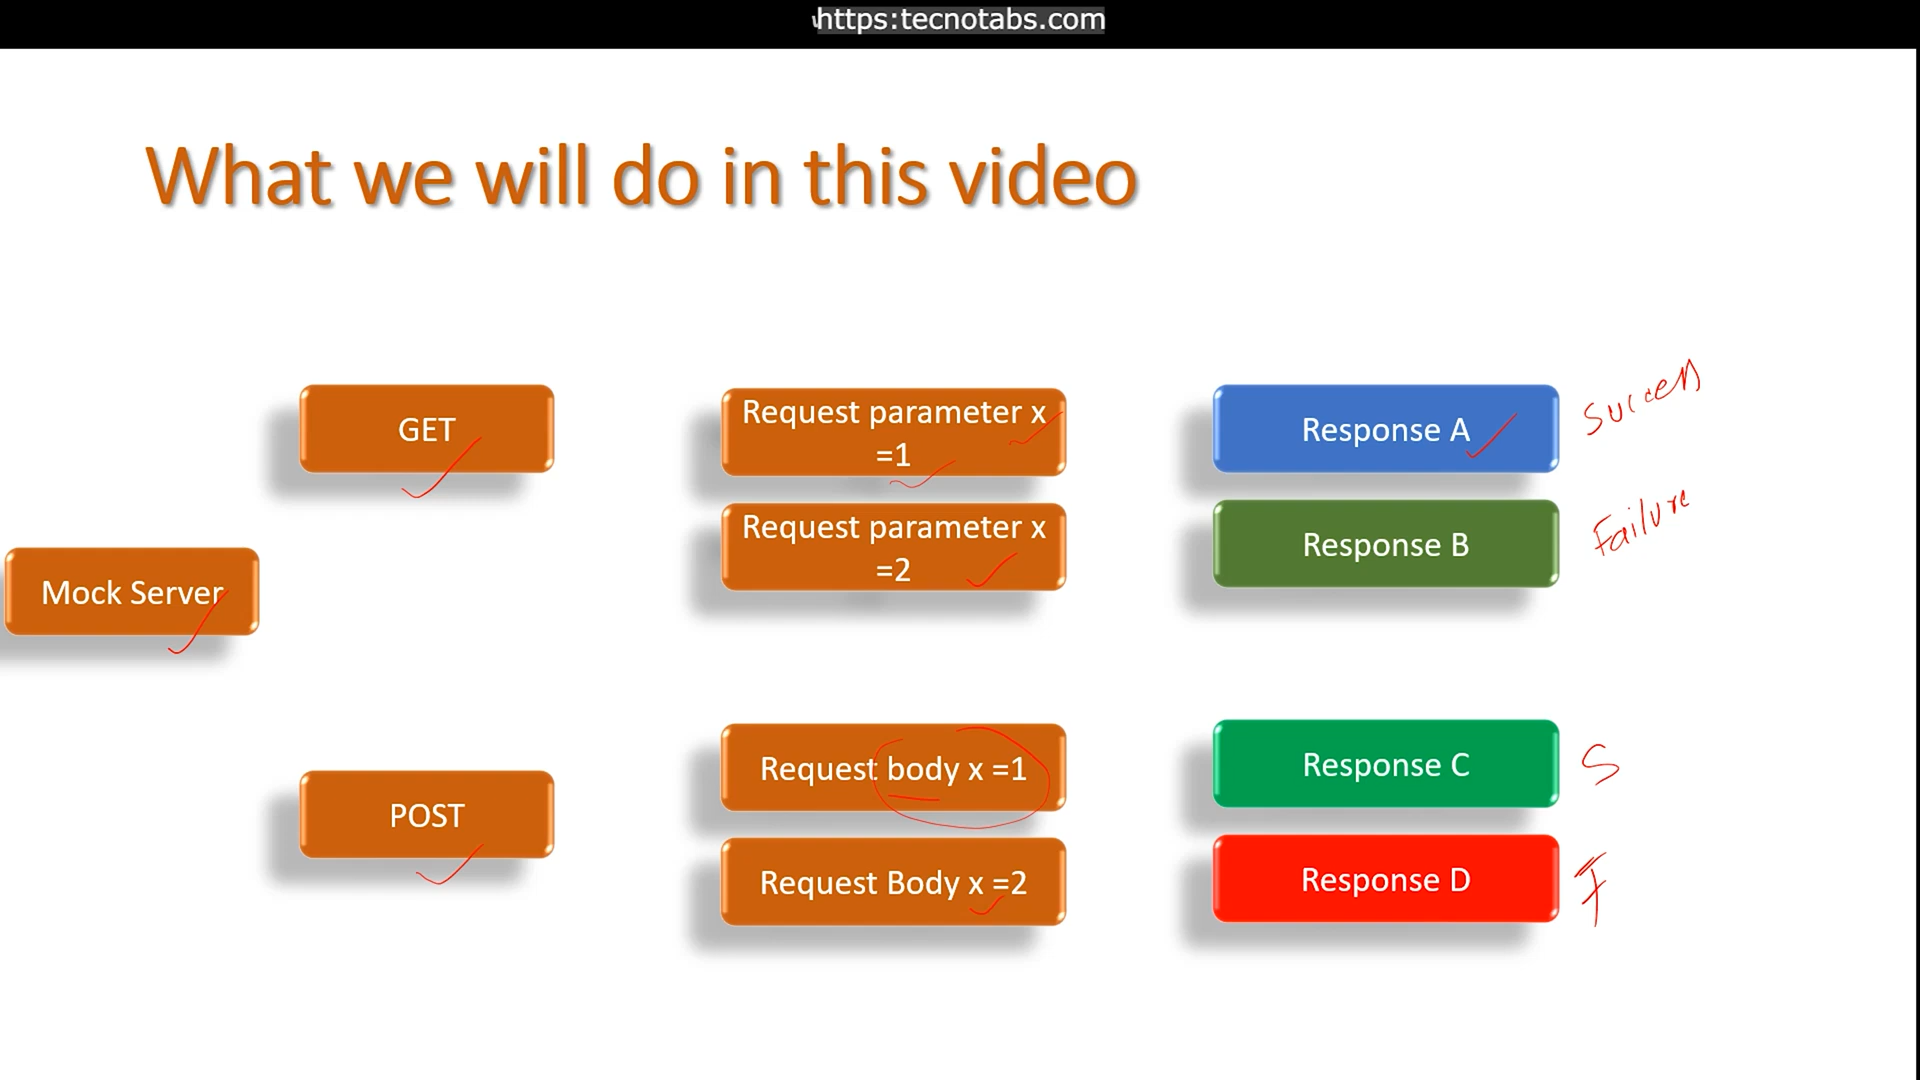 https:tecnotabs.com
What we will do in this video
GET
Request parameter x
=1
Response A
Success
Request parameter x
=2
Response B
Failure
Mock Server
POST
Request body x =1
Response C
S
Request Body x =2
Response D
F